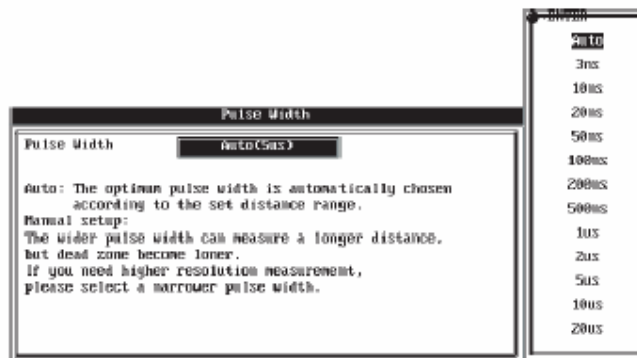 Pulse Width
Pulse Width
Auto(5us)
Auto: The optimum pulse width is automatically chosen
according to the set distance range.
Manual setup:
The wider pulse width can measure a longer distance,
but dead zone become loner.
If you need higher resolution measurement,
please select a narrower pulse width.
Auto
3ns
10ns
20ns
50ns
100ns
200ns
500ns
1us
2us
5us
10us
20us